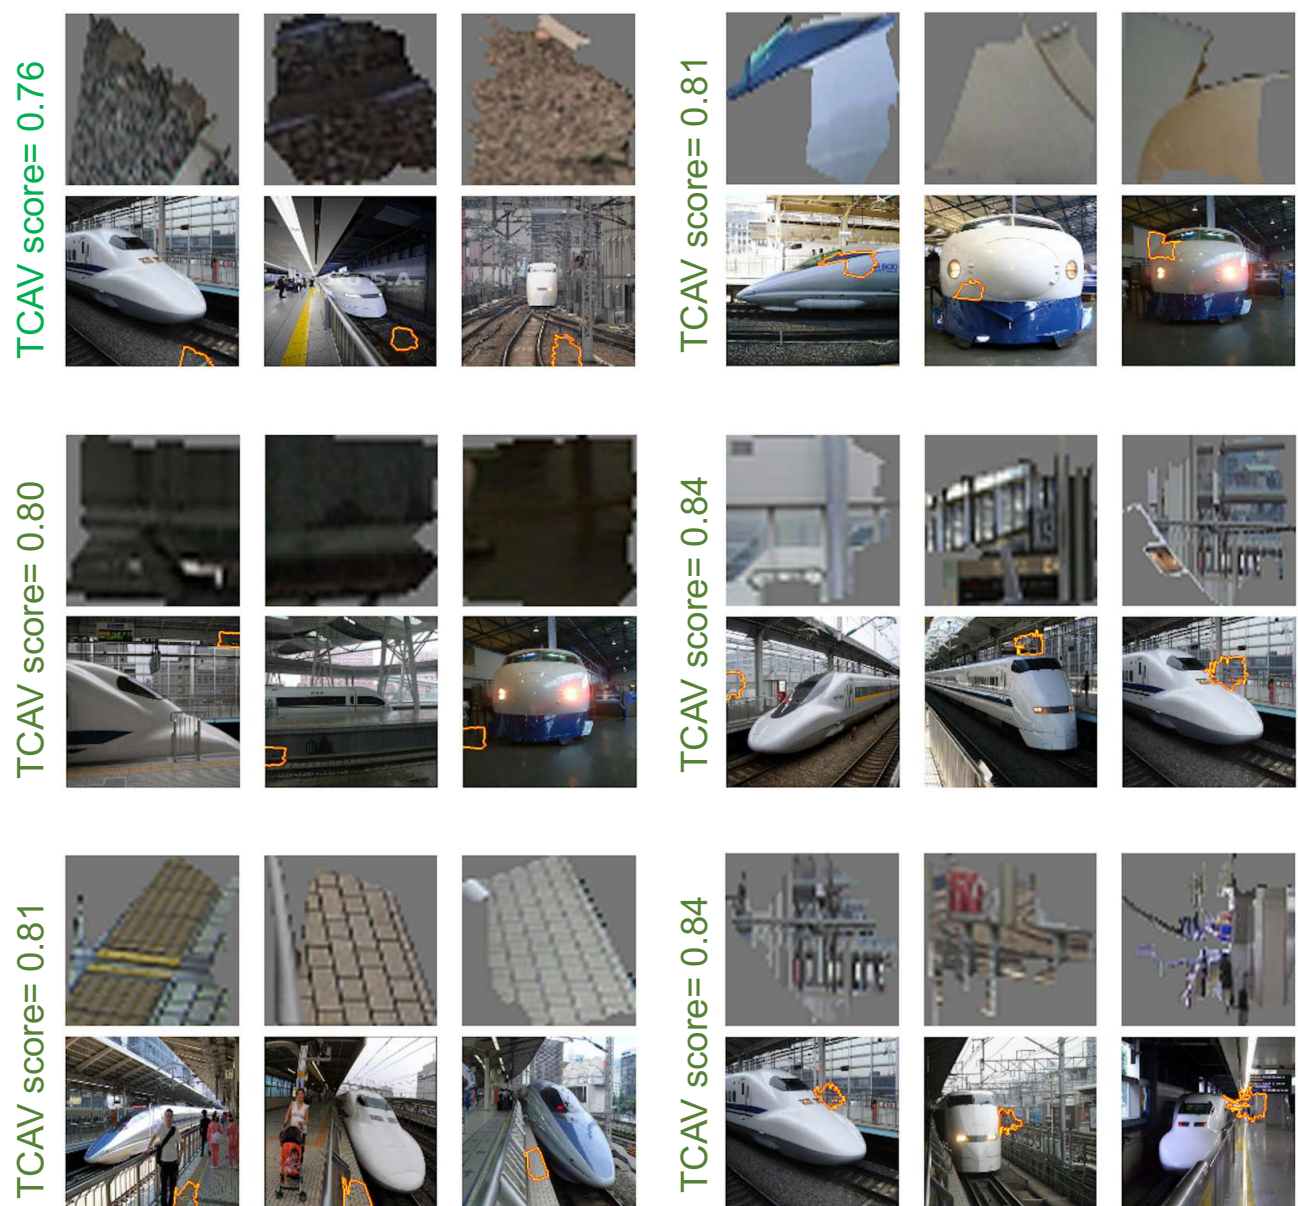 TCAV score= 0.76
TCAV score= 0.81
TCAV score= 0.80
TCAV score= 0.84
TCAV score= 0.81
TCAV score= 0.84